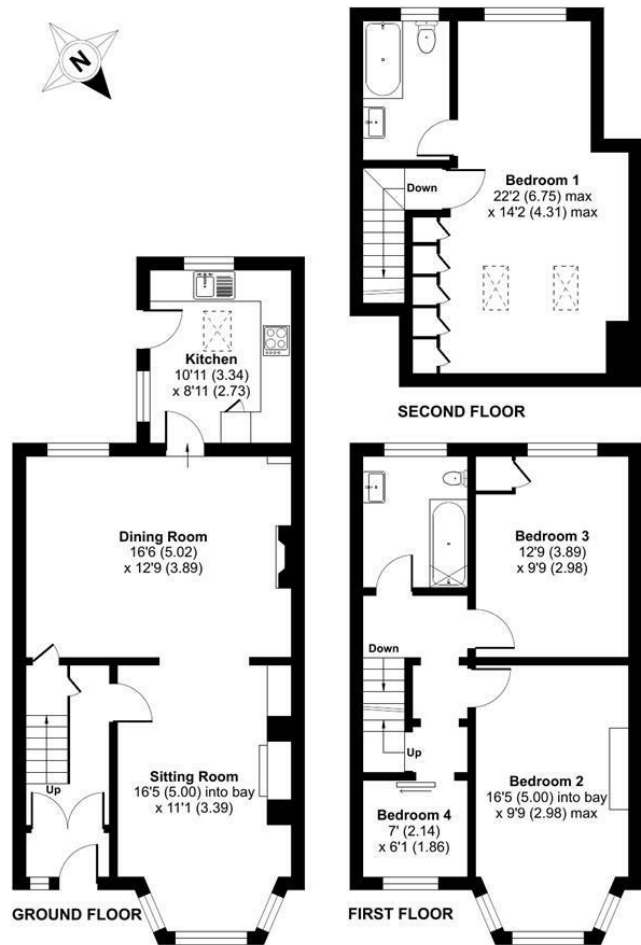 N
Down
Bedroom 1
22'2 (6.75) max
x 14'2 (4.31) max
SECOND FLOOR
Kitchen
10'11 (3.34)
x 8'11 (2.73)
Dining Room
16'6 (5.02)
x 12'9 (3.89)
Up
Sitting Room
16'5 (5.00) into bay
x 11'1 (3.39)
GROUND FLOOR
Bedroom 3
12'9 (3.89)
x 9'9 (2.98)
Down
Up
Bedroom 2
16'5 (5.00) into bay
x 9'9 (2.98) max
Bedroom 4
7' (2.14)
x 6'1 (1.86)
FIRST FLOOR